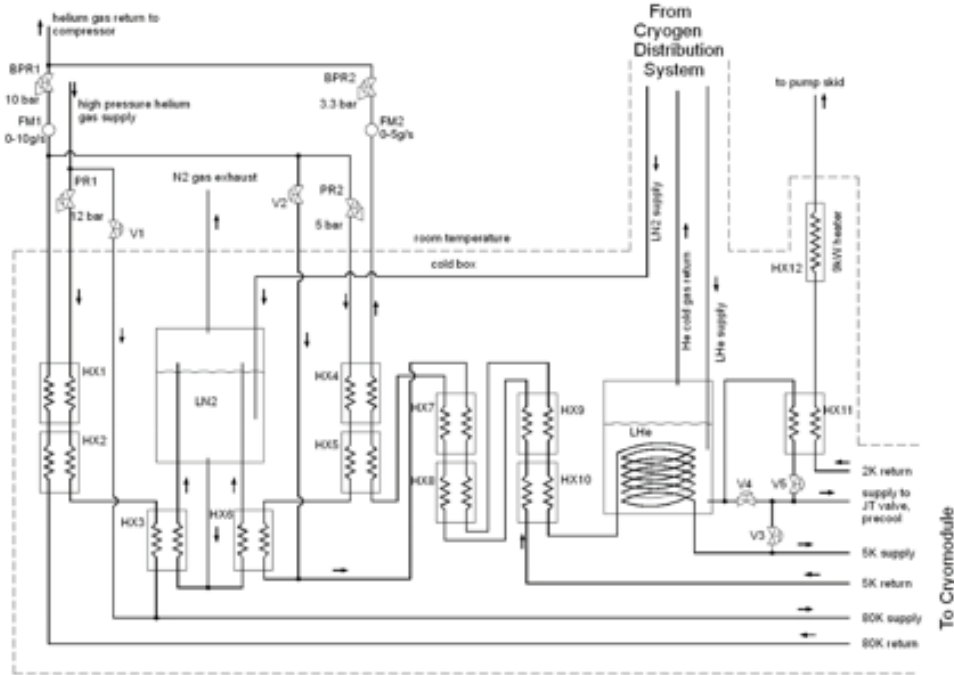 helium gas return to
compressor
From
Cryogen
Distribution
System
BPR1
10 bar
high pressure helium
gas supply
FM1
0-10g/s
BPR2
3.3 bar
FM2
0-5g/s
to pump skid
N2 gas exhaust
PR1
12 bar
V1
V2
PR2
5 bar
room temperature
cold box
LN2 supply
He cold gas return
LHe supply
HX12
9kW heater
HX1
HX2
LN2
HX4
HX5
HX7
HX8
HX9
HX10
LHe
HX11
HX3
HX6
V4
V5
V3
2K return
supply to
JT valve,
precool
5K supply
5K return
80K supply
80K return
To Cryomodule